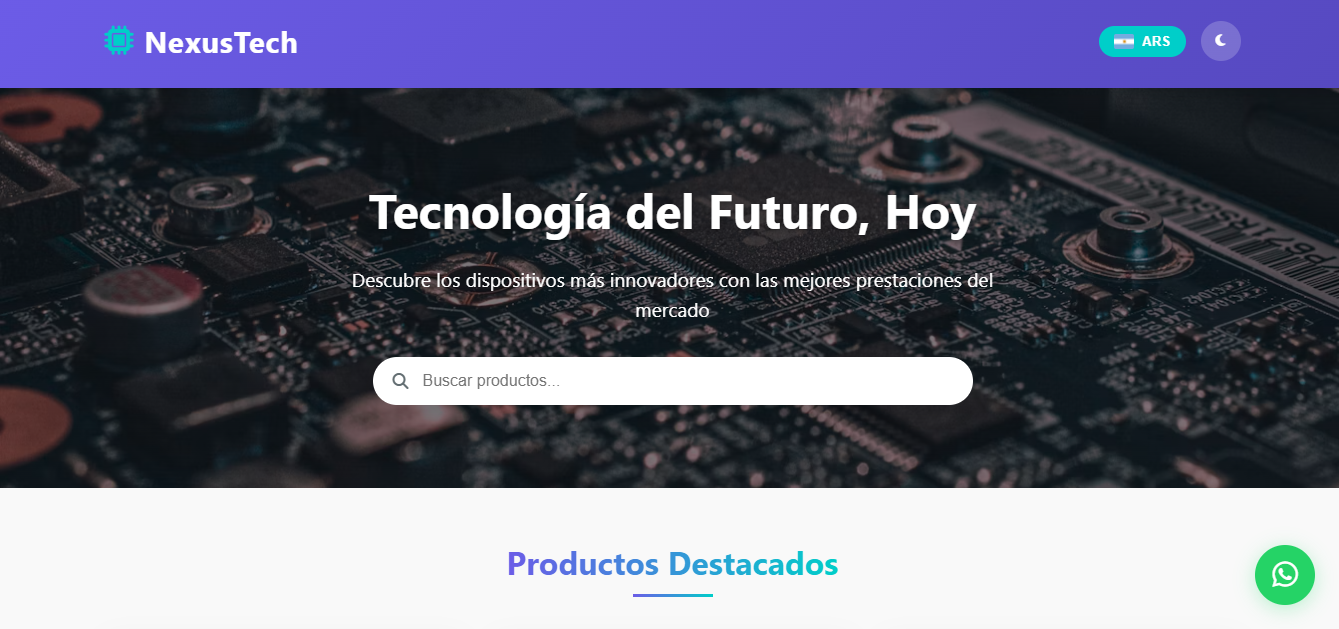 NexusTech
ARS
Tecnología del Futuro, Hoy
Descubre los dispositivos más innovadores con las mejores prestaciones del
mercado
Buscar productos...
Productos Destacados